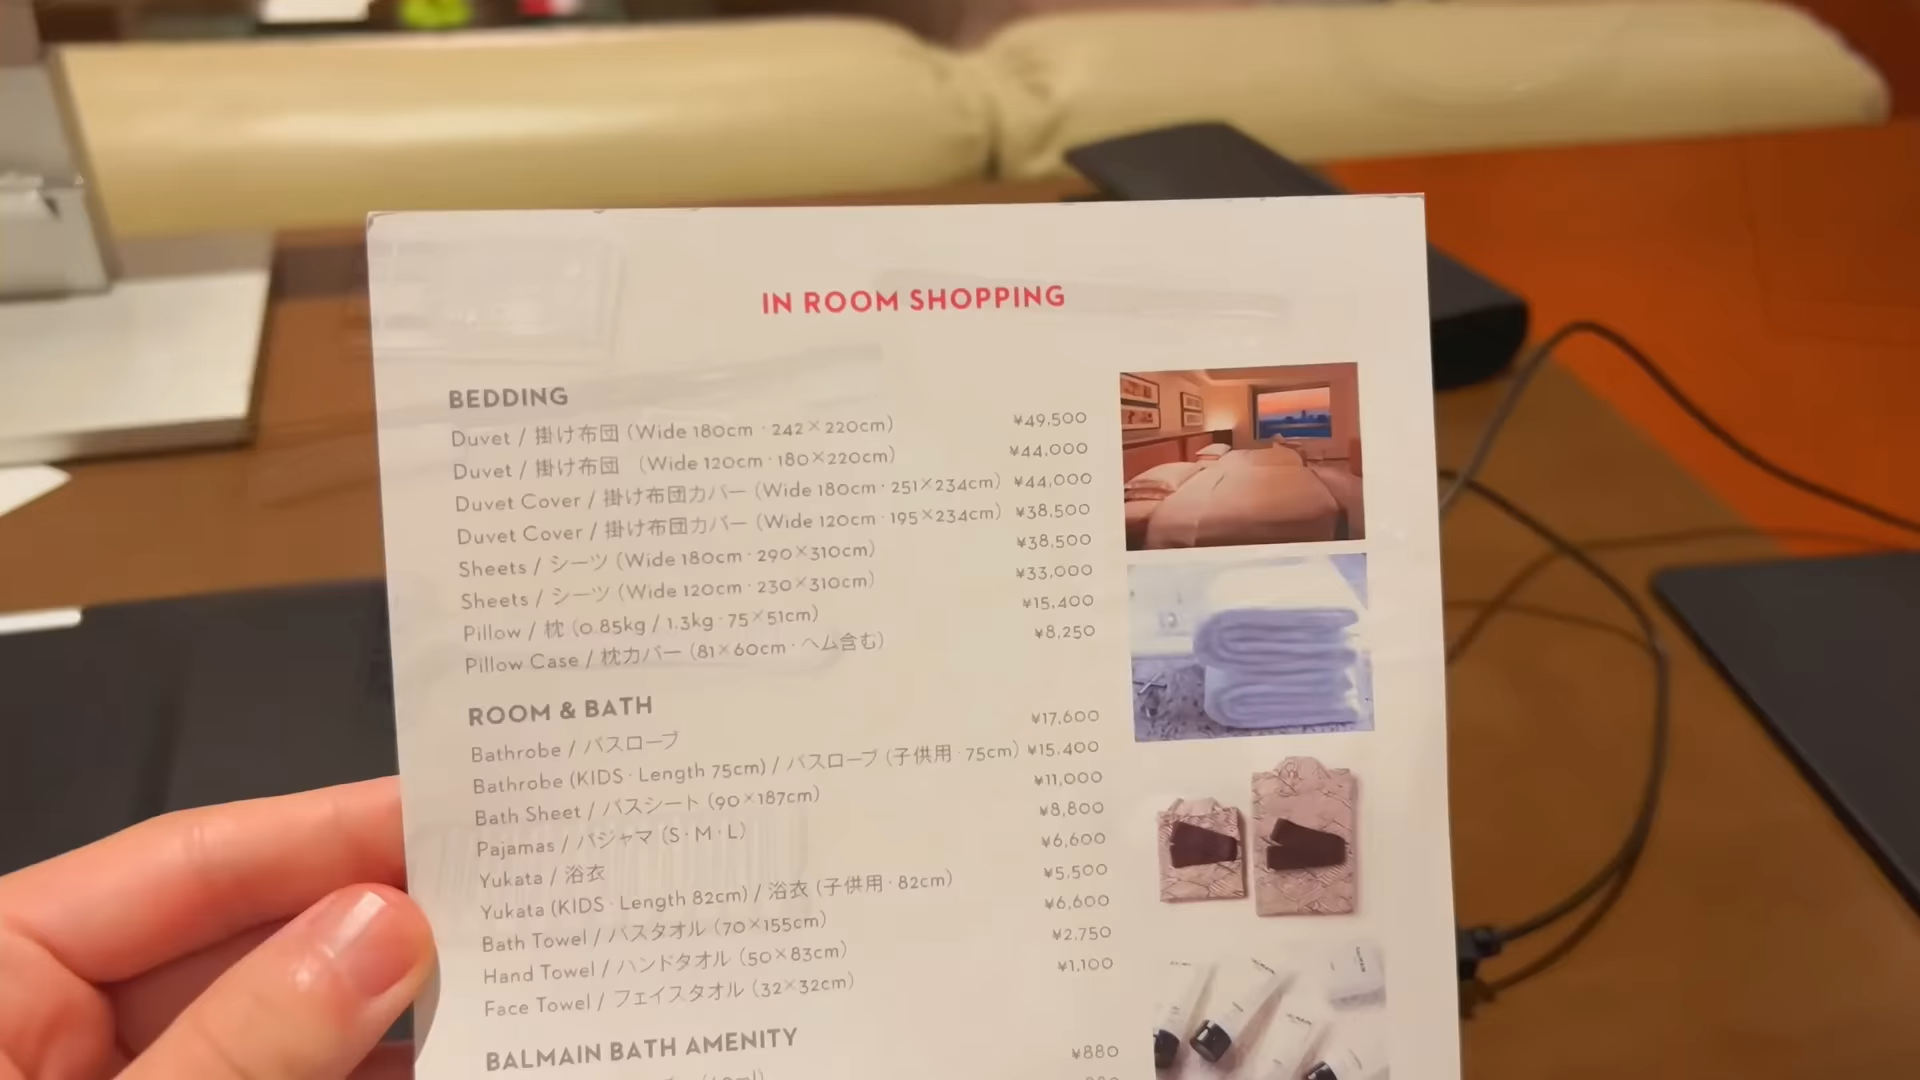 IN ROOM SHOPPING
BEDDING
Duvet / 掛け布団 (Wide 180cm · 242×220cm) ¥49,500
Duvet / 掛け布団 (Wide 120cm · 180×220cm) ¥44,000
Duvet Cover / 掛け布団カバー (Wide 180cm · 251×234cm) ¥44,000
Duvet Cover / 掛け布団カバー (Wide 120cm · 195×234cm) ¥38,500
Sheets / シーツ (Wide 180cm · 290×310cm) ¥38,500
Sheets / シーツ (Wide 120cm · 230×310cm) ¥33,000
Pillow / 枕 (0.85kg / 1.3kg · 75×51cm) ¥15,400
Pillow Case / 枕カバー (81×60cm · ヘム含む) ¥8,250
ROOM & BATH
Bathrobe / バスローブ ¥17,600
Bathrobe (KIDS · Length 75cm) / バスローブ (子供用 · 75cm) ¥15,400
Bath Sheet / バスシート (90×187cm) ¥11,000
Pajamas / パジャマ (S · M · L) ¥8,800
Yukata / 浴衣 ¥6,600
Yukata (KIDS · Length 82cm) / 浴衣 (子供用 · 82cm) ¥5,500
Bath Towel / バスタオル (70×155cm) ¥6,600
Hand Towel / ハンドタオル (50×83cm) ¥2,750
Face Towel / フェイスタオル (32×32cm) ¥1,100
BALMAIN BATH AMENITY
¥880